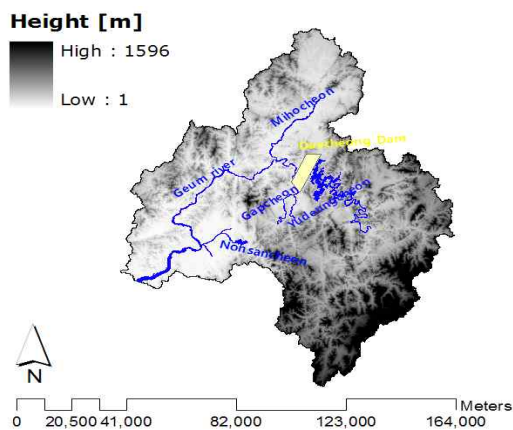 Height [m]
High : 1596
Low : 1
Mihocheon
Daecheong Dam
Geum river
Gapcheon
Yudeungcheon
Nonsancheon
N
Meters
0 20,500 41,000 82,000 123,000 164,000